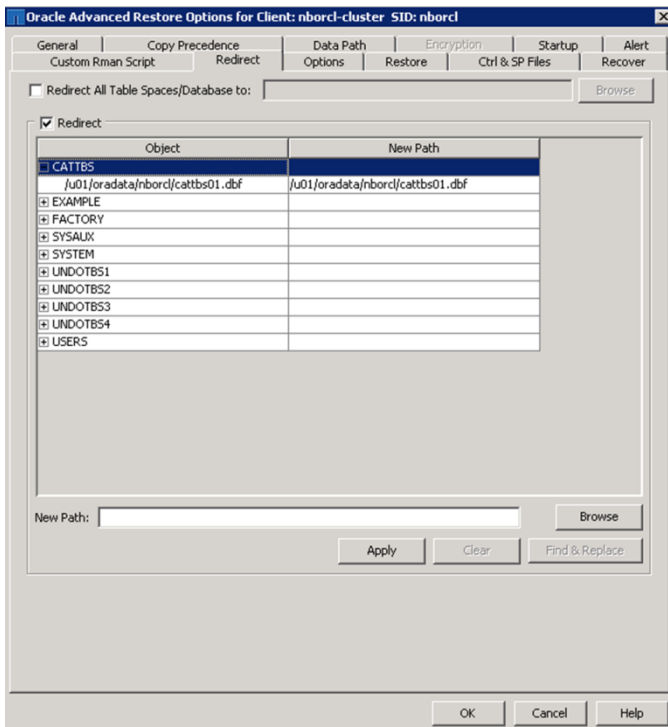 Oracle Advanced Restore Options for Client: nborcl-cluster SID: nborcl
General Copy Precedence Data Path Encryption Startup Alert
Custom Rman Script Redirect Options Restore Ctrl & SP Files Recover
Redirect All Table Spaces/Database to: Browse
Redirect
Object New Path
CATTBS
/u01/oradata/nborcl/cattbs01.dbf /u01/oradata/nborcl/cattbs01.dbf
EXAMPLE
FACTORY
SYSAUX
SYSTEM
UNDOTBS1
UNDOTBS2
UNDOTBS3
UNDOTBS4
USERS
New Path: Browse
Apply Clear Find & Replace
OK Cancel Help